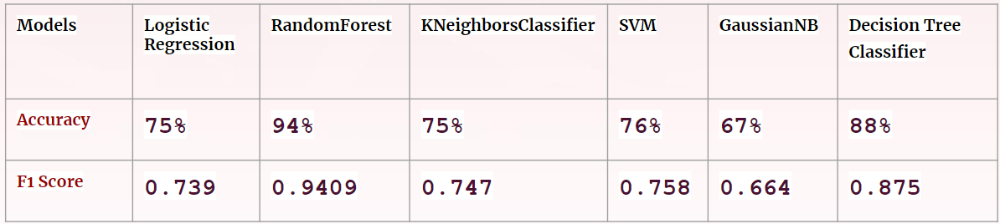 Models Logistic Regression RandomForest KNeighborsClassifier SVM GaussianNB Decision Tree Classifier
Accuracy 75% 94% 75% 76% 67% 88%
F1 Score 0.739 0.9409 0.747 0.758 0.664 0.875